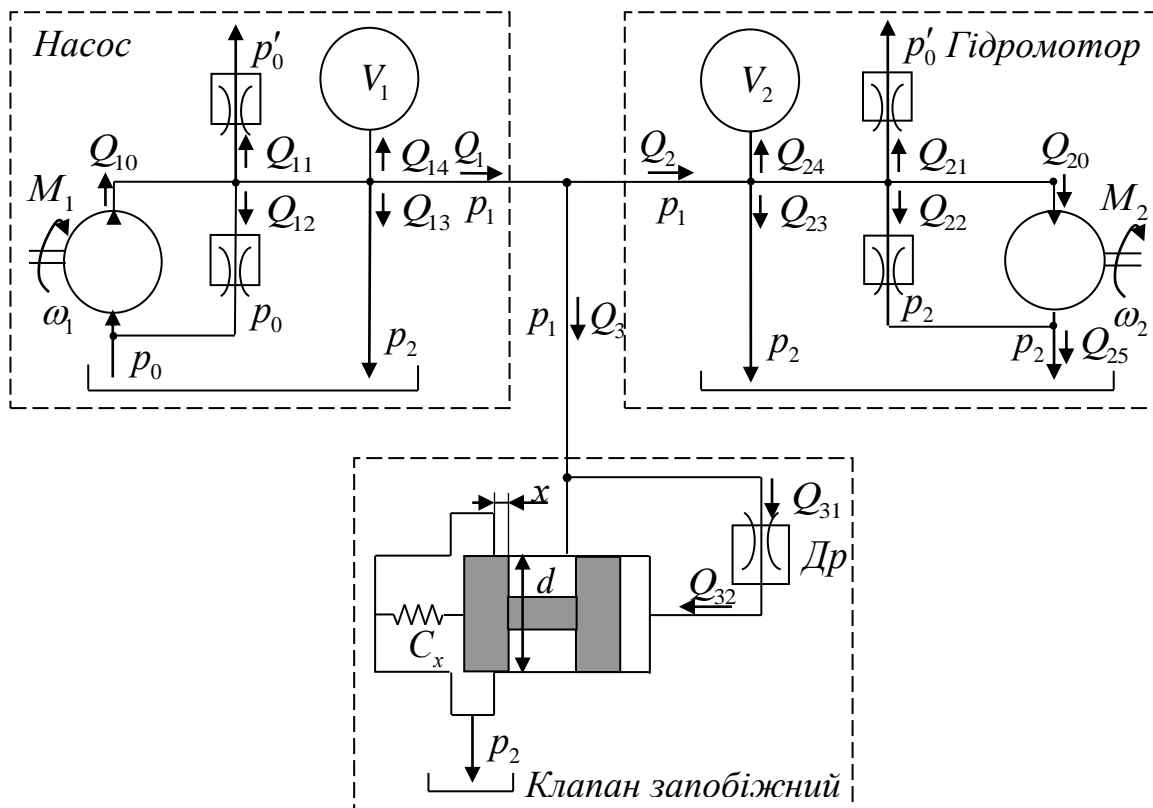 Насос
p′₀
V₁
Q₁₀
Q₁₁
Q₁₄
Q₁
M₁
Q₁₂
Q₁₃
p₁
ω₁
p₀
p₀
p₂
Гідромотор
p′₀
V₂
Q₂
Q₂₄
Q₂₁
Q₂₀
p₁
Q₂₃
Q₂₂
M₂
p₂
ω₂
p₂
p₂
Q₂₅
p₁
Q₃
x
Q₃₁
d
Др
Q₃₂
Cₓ
p₂
Клапан запобіжний